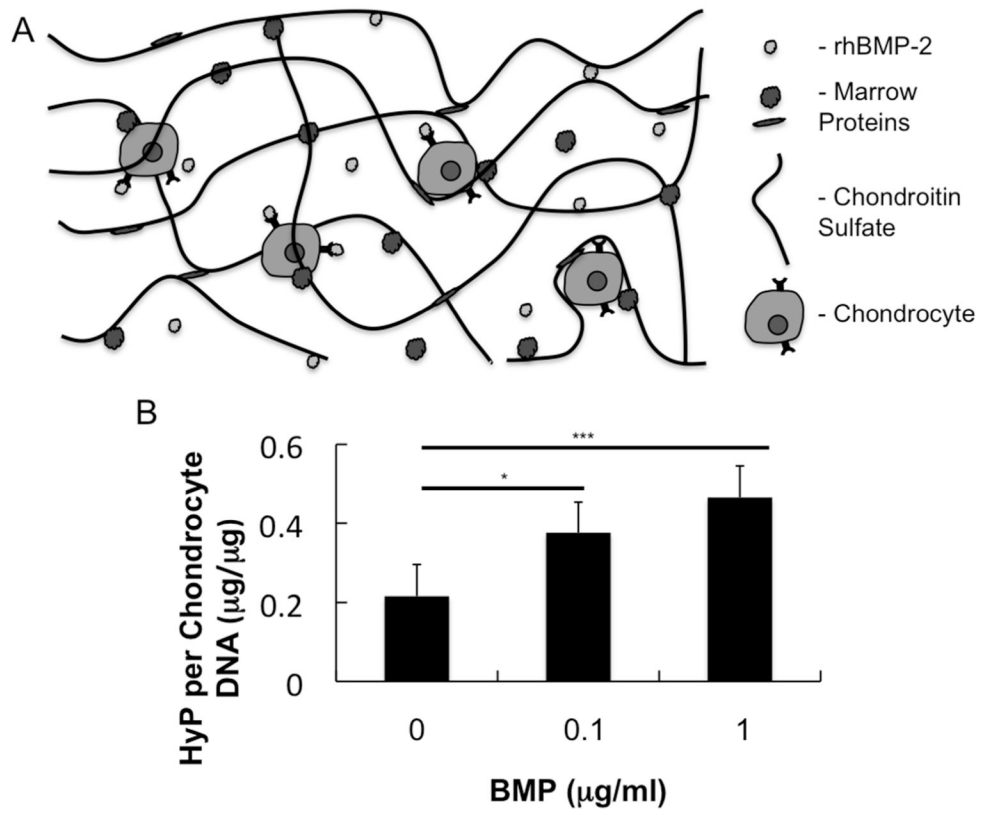 A
- rhBMP-2
- Marrow
Proteins
- Chondroitin
Sulfate
- Chondrocyte
B
HyP per Chondrocyte
DNA (μg/μg)
0.6
0.4
0.2
0
***
*
0 0.1 1
BMP (μg/ml)